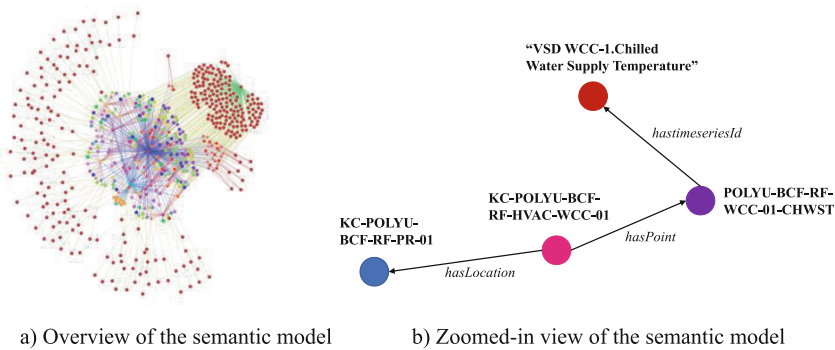 “VSD WCC-1.Chilled
Water Supply Temperature”
hastimeseriesId
KC-POLYU-
BCF-RF-PR-01
KC-POLYU-BCF-
RF-HVAC-WCC-01
POLYU-BCF-RF-
WCC-01-CHWST
hasPoint
hasLocation
a) Overview of the semantic model
b) Zoomed-in view of the semantic model